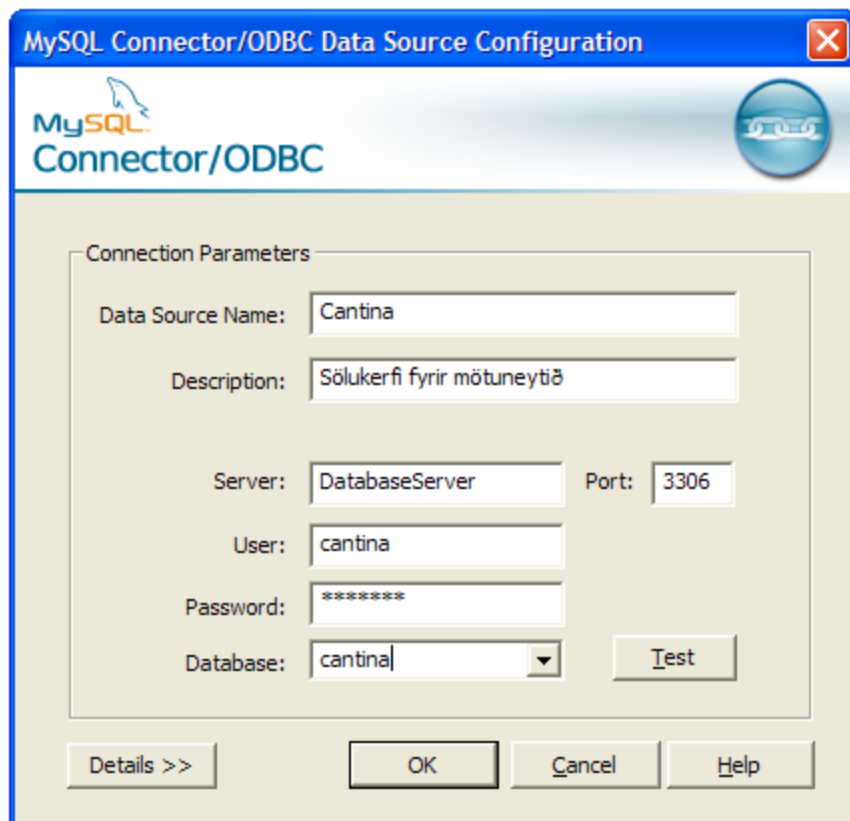 MySQL Connector/ODBC Data Source Configuration
MySQL
Connector/ODBC
Connection Parameters
Data Source Name: Cantina
Description: Sölukerfi fyrir mötuneytið
Server: DatabaseServer Port: 3306
User: cantina
Password: *******
Database: cantina Test
Details >> OK Cancel Help